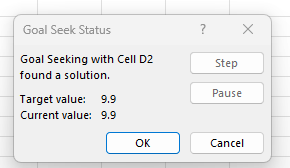 Goal Seek Status ? ×
Goal Seeking with Cell D2 found a solution.
Step
Pause
Target value: 9.9
Current value: 9.9
OK Cancel